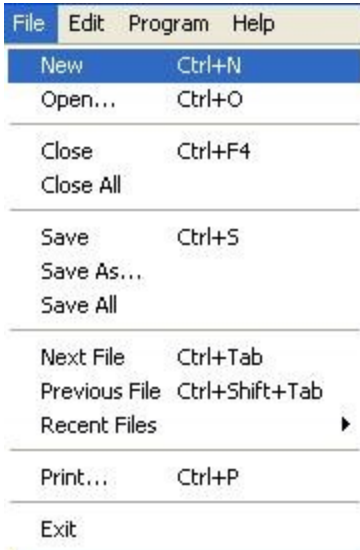 File Edit Program Help
New Ctrl+N
Open... Ctrl+O
Close Ctrl+F4
Close All
Save Ctrl+S
Save As...
Save All
Next File Ctrl+Tab
Previous File Ctrl+Shift+Tab
Recent Files
Print... Ctrl+P
Exit